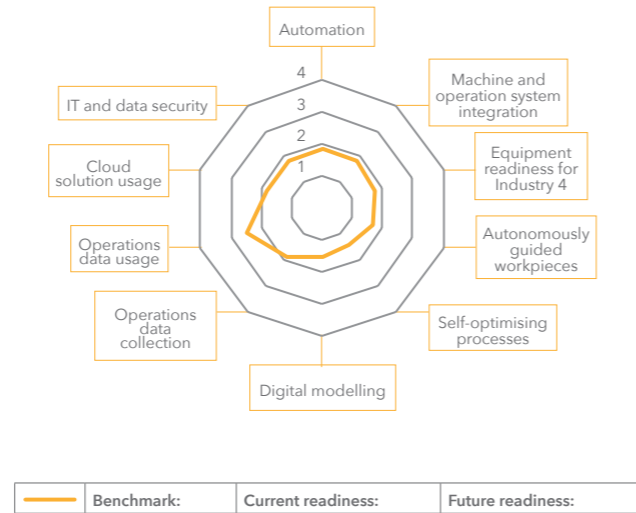 Automation
4
3
2
1
Machine and
operation system
integration
Equipment
readiness for
Industry 4
Autonomously
guided
workpieces
Self-optimising
processes
Digital modelling
Operations
data
collection
Operations
data usage
Cloud
solution usage
IT and data security
Benchmark:
Current readiness:
Future readiness: